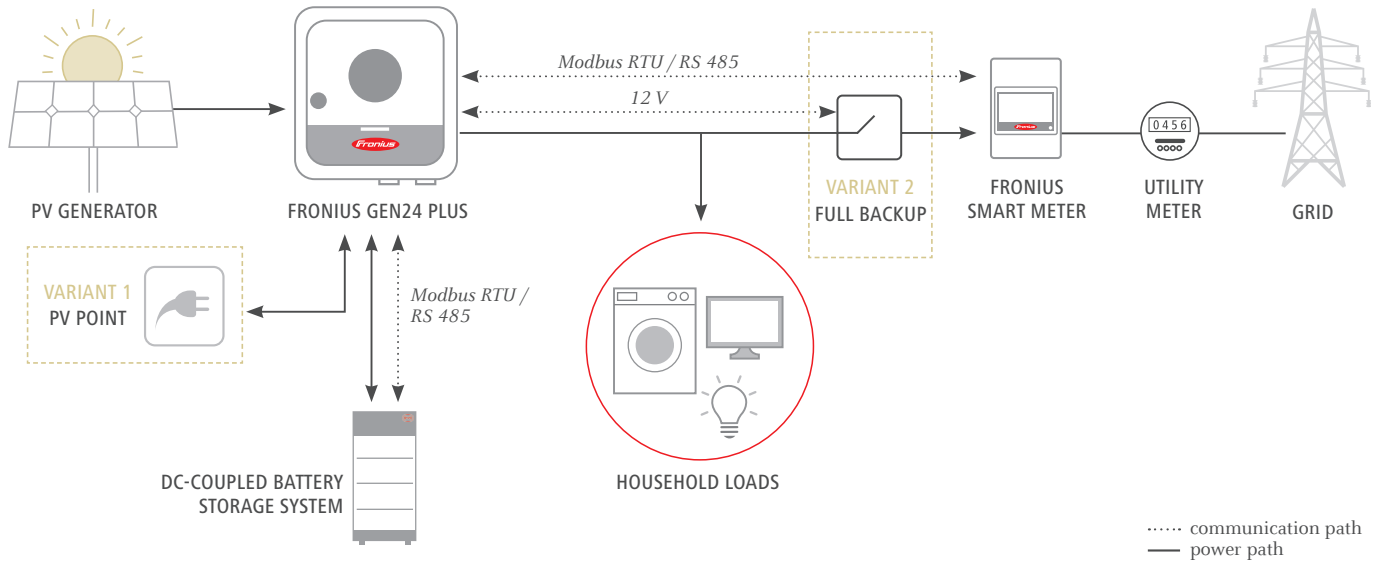 Modbus RTU / RS 485
12 V
0456
Fronius
Fronius
PV GENERATOR
FRONIUS GEN24 PLUS
VARIANT 2
FULL BACKUP
FRONIUS
SMART METER
UTILITY
METER
GRID
VARIANT 1
PV POINT
Modbus RTU /
RS 485
DC-COUPLED BATTERY
STORAGE SYSTEM
HOUSEHOLD LOADS
communication path
power path